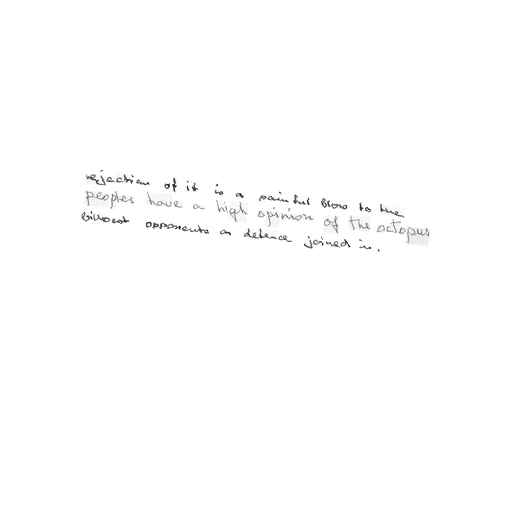 rejection of it is a painful blow to the
peoples have a high opinion of the octopus
biggest opponents on defence joined in.